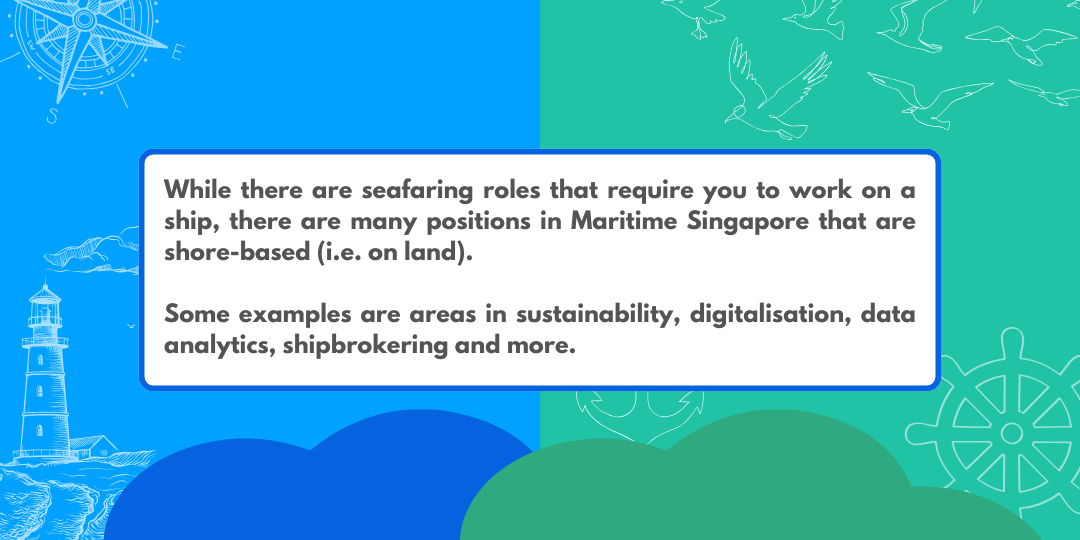 E
SE
S
While there are seafaring roles that require you to work on a
ship, there are many positions in Maritime Singapore that are
shore-based (i.e. on land).
Some examples are areas in sustainability, digitalisation, data
analytics, shipbrokering and more.